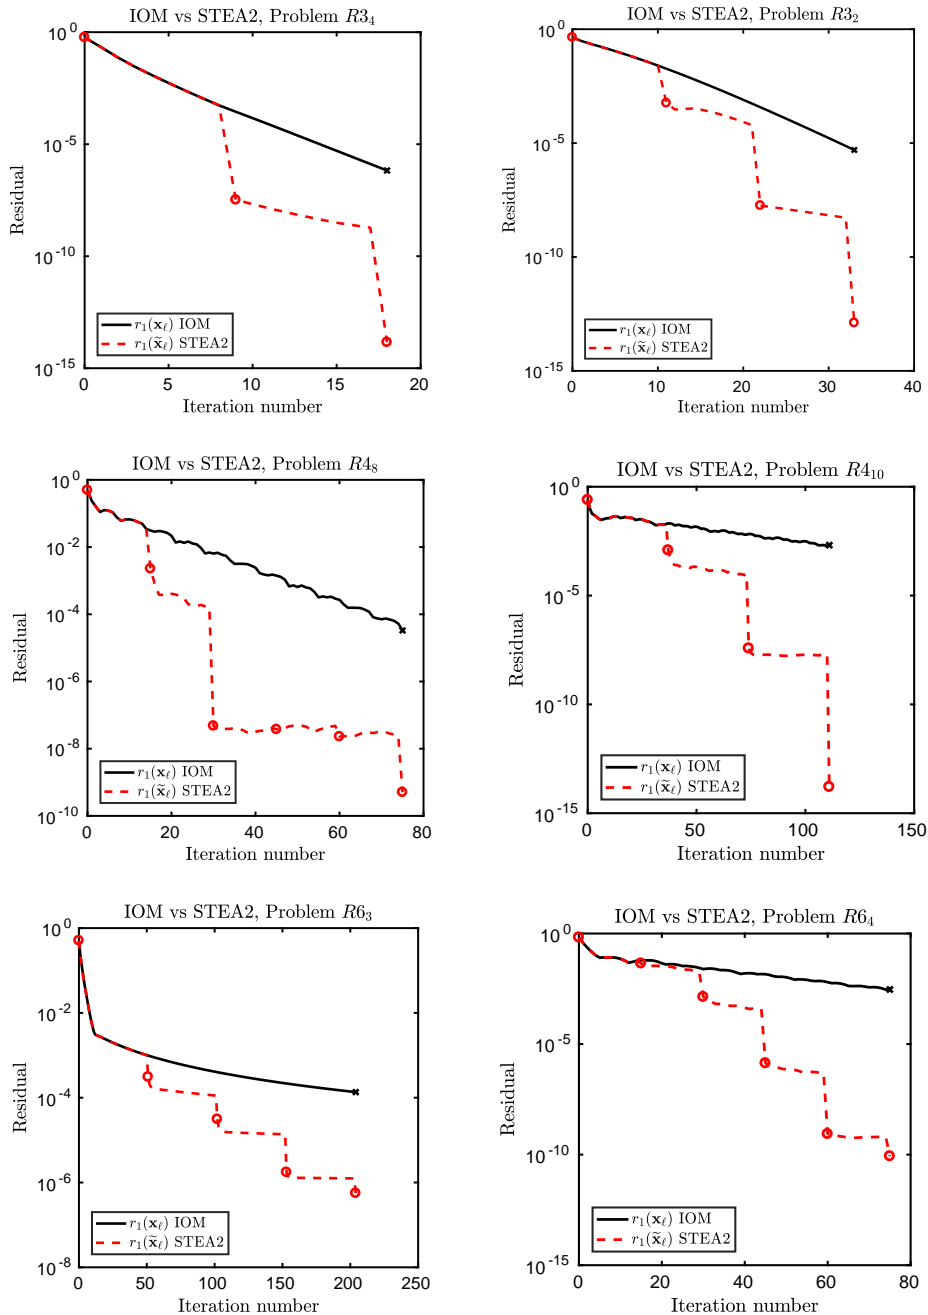 IOM vs STEA2, Problem R3₄
10⁰
10⁻⁵
10⁻¹⁰
10⁻¹⁵
Residual
0 5 10 15 20
Iteration number
r₁(x_ℓ) IOM
r₁(x̃_ℓ) STEA2
IOM vs STEA2, Problem R3₂
10⁰
10⁻⁵
10⁻¹⁰
10⁻¹⁵
Residual
0 10 20 30 40
Iteration number
r₁(x_ℓ) IOM
r₁(x̃_ℓ) STEA2
IOM vs STEA2, Problem R4₈
10⁰
10⁻²
10⁻⁴
10⁻⁶
10⁻⁸
10⁻¹⁰
Residual
0 20 40 60 80
Iteration number
r₁(x_ℓ) IOM
r₁(x̃_ℓ) STEA2
IOM vs STEA2, Problem R4₁₀
10⁰
10⁻⁵
10⁻¹⁰
10⁻¹⁵
Residual
0 50 100 150
Iteration number
r₁(x_ℓ) IOM
r₁(x̃_ℓ) STEA2
IOM vs STEA2, Problem R6₃
10⁰
10⁻²
10⁻⁴
10⁻⁶
10⁻⁸
Residual
0 50 100 150 200 250
Iteration number
r₁(x_ℓ) IOM
r₁(x̃_ℓ) STEA2
IOM vs STEA2, Problem R6₄
10⁰
10⁻⁵
10⁻¹⁰
10⁻¹⁵
Residual
0 20 40 60 80
Iteration number
r₁(x_ℓ) IOM
r₁(x̃_ℓ) STEA2